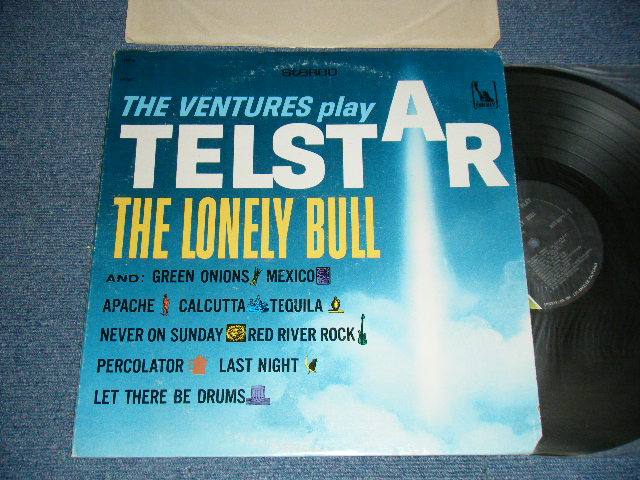 STEREO
THE VENTURES play
LIBERTY
TELSTAR
THE LONELY BULL
AND: GREEN ONIONS MEXICO
APACHE CALCUTTA TEQUILA
NEVER ON SUNDAY RED RIVER ROCK
PERCOLATOR LAST NIGHT
LET THERE BE DRUMS